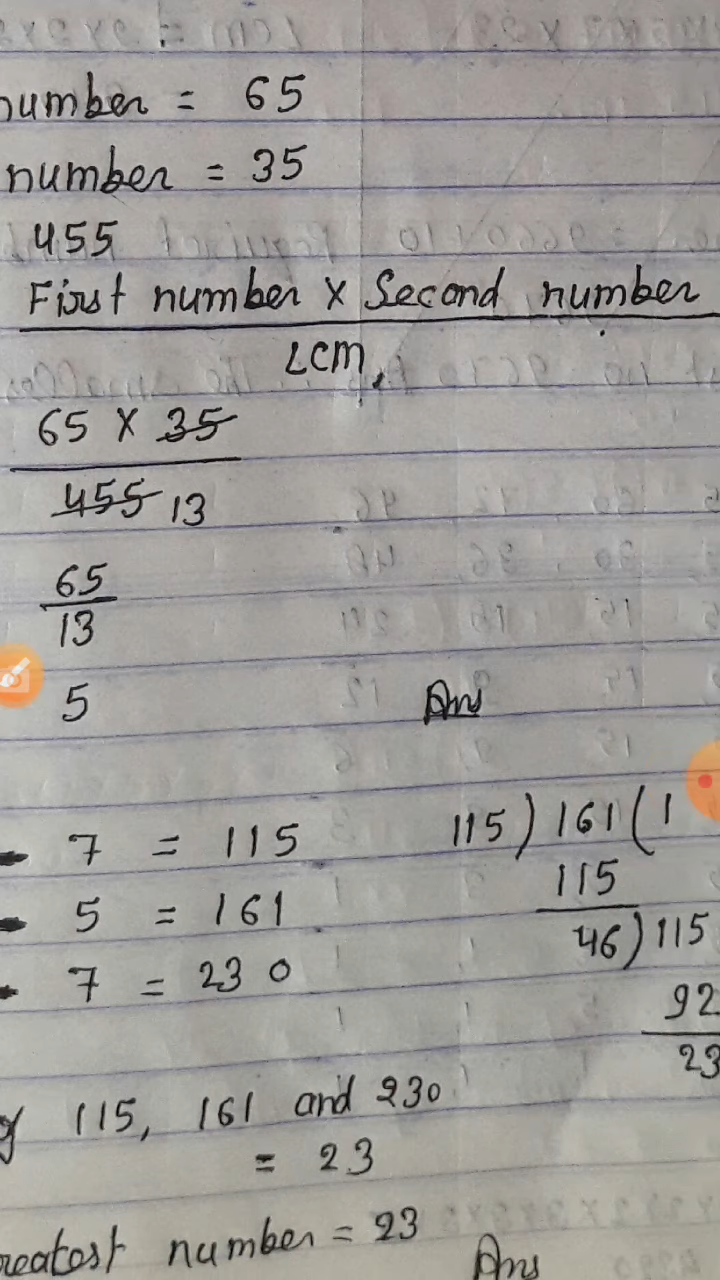 number = 65
number = 35
455
First number × Second number
Lcm,
65 × 35
455 13
65
13
5 Ans
- 7 = 115
- 5 = 161
- 7 = 230
115 ) 161 ( 1
115
46 ) 115
92
23
115, 161 and 230
= 23
reatest number = 23
Ans